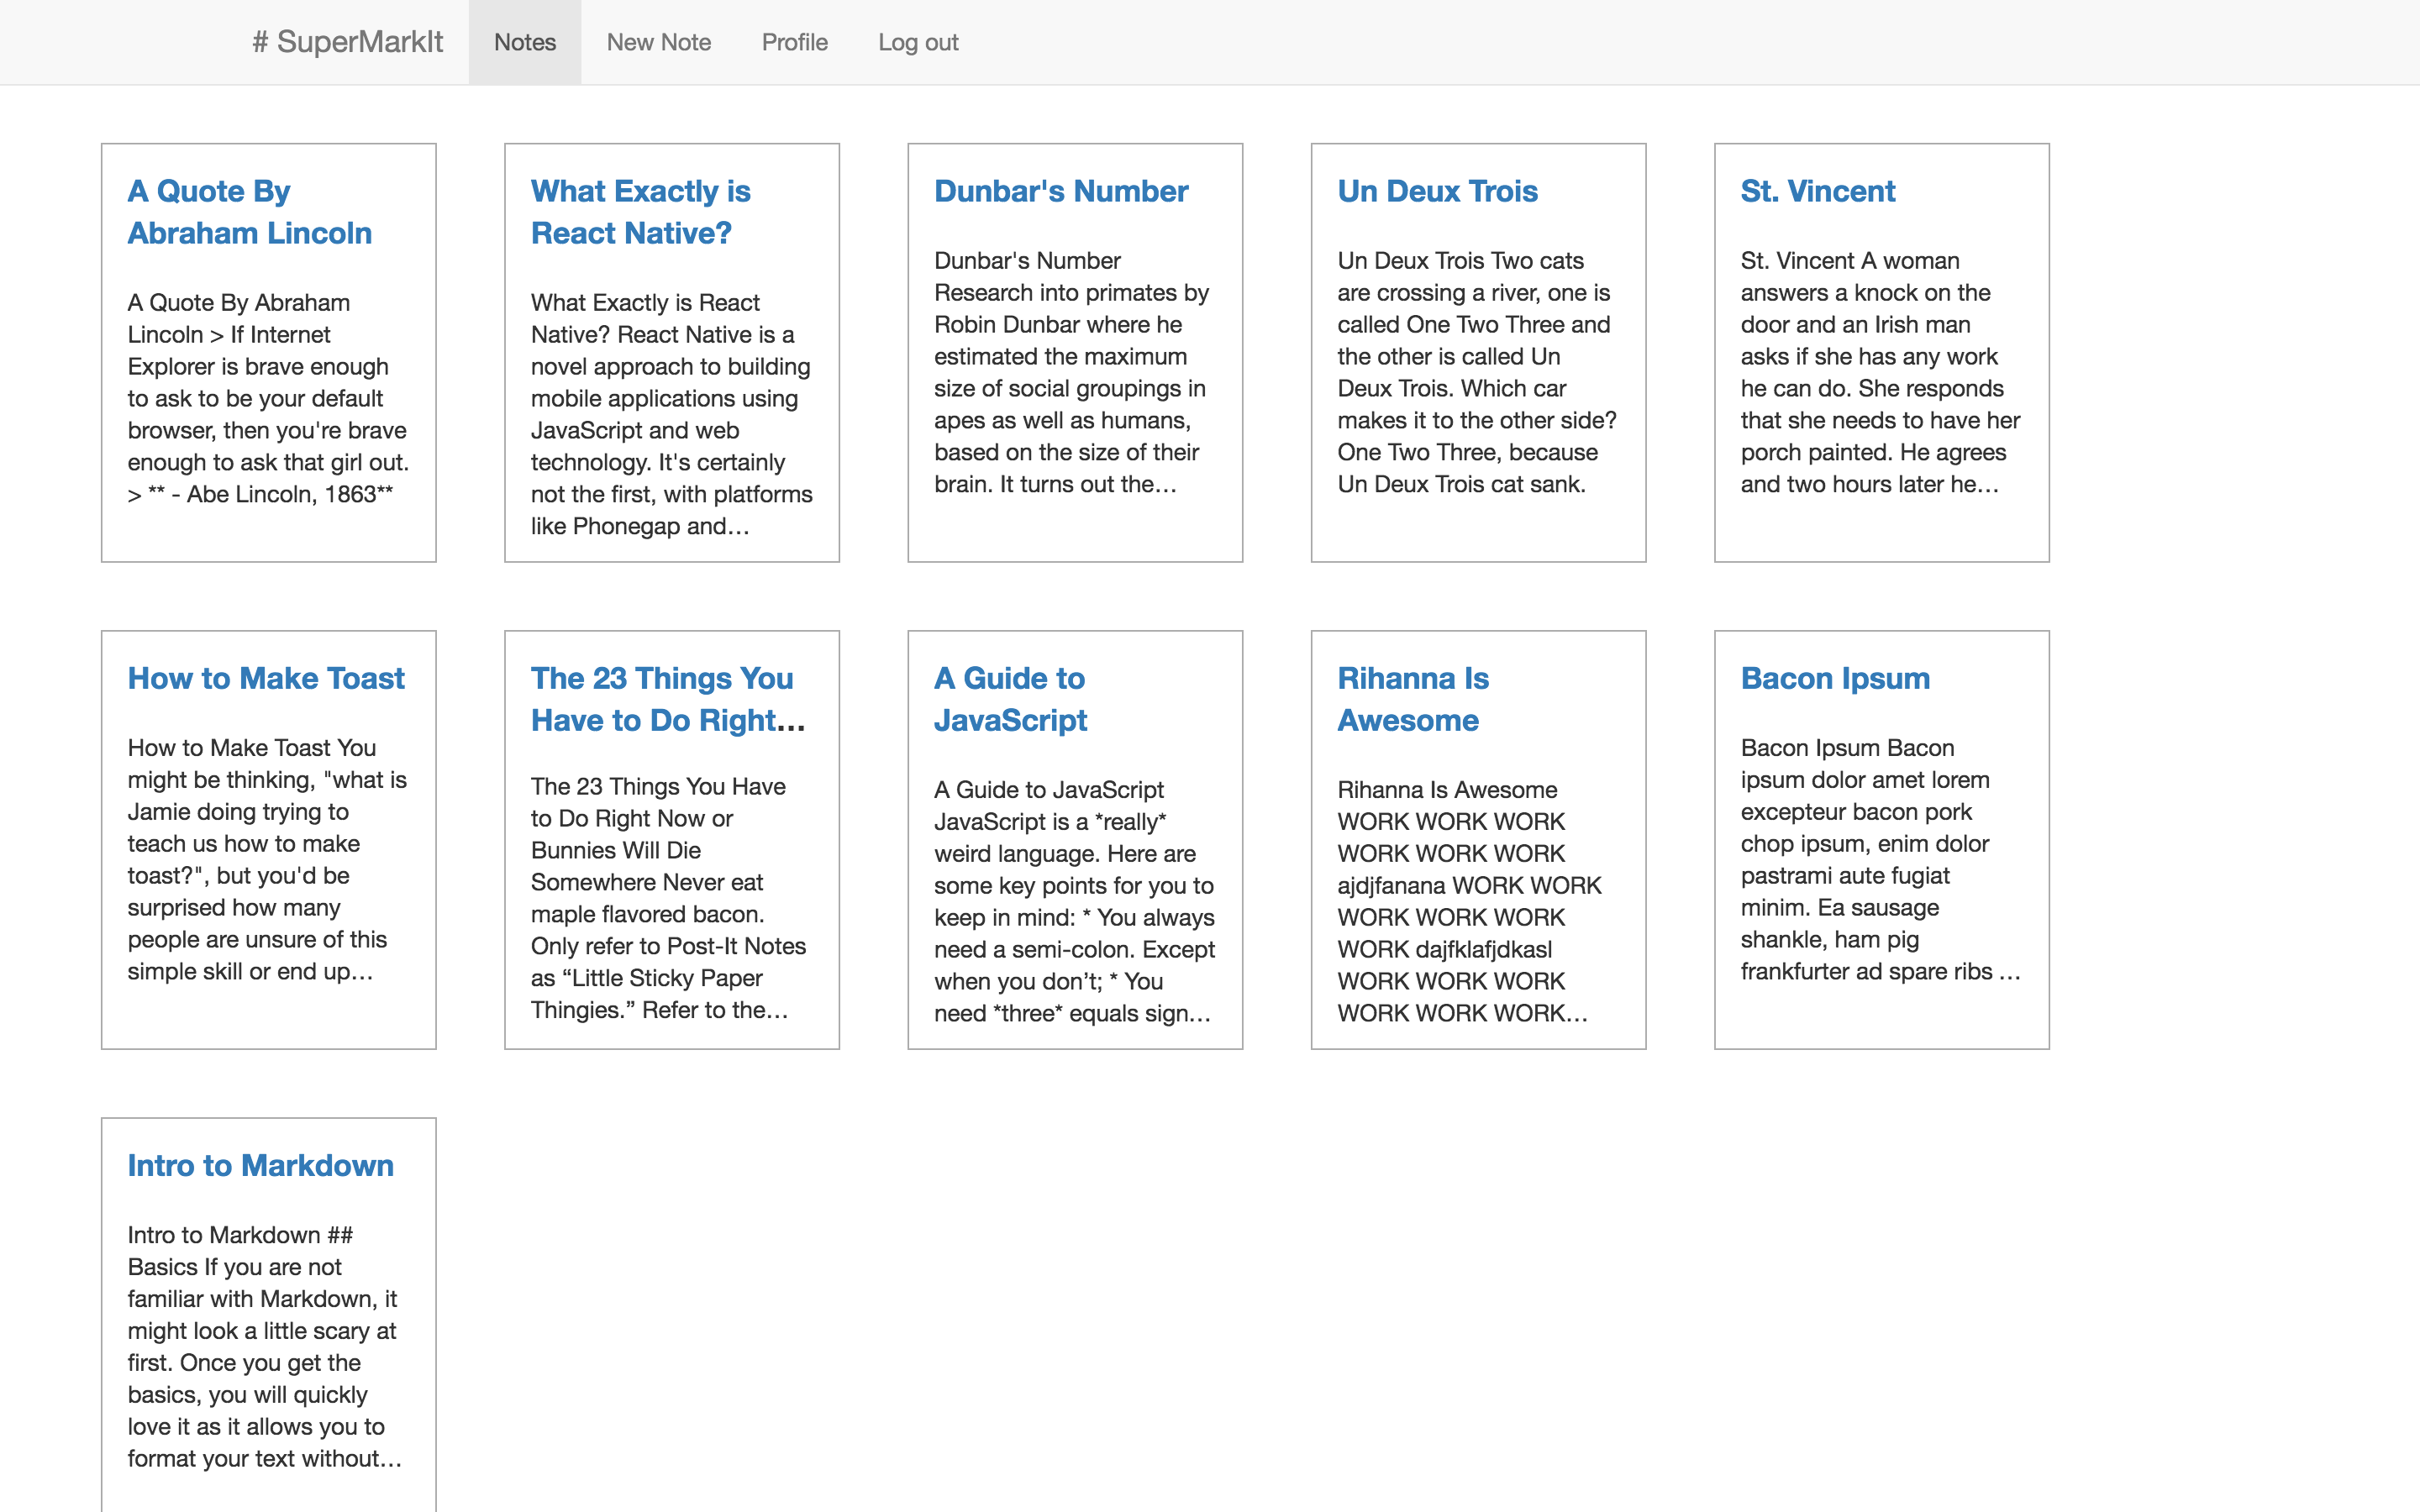 # SuperMarkIt
Notes
New Note
Profile
Log out
A Quote By
Abraham Lincoln
A Quote By Abraham
Lincoln > If Internet
Explorer is brave enough
to ask to be your default
browser, then you're brave
enough to ask that girl out.
> ** - Abe Lincoln, 1863**
What Exactly is
React Native?
What Exactly is React
Native? React Native is a
novel approach to building
mobile applications using
JavaScript and web
technology. It's certainly
not the first, with platforms
like Phonegap and…
Dunbar's Number
Dunbar's Number
Research into primates by
Robin Dunbar where he
estimated the maximum
size of social groupings in
apes as well as humans,
based on the size of their
brain. It turns out the…
Un Deux Trois
Un Deux Trois Two cats
are crossing a river, one is
called One Two Three and
the other is called Un
Deux Trois. Which car
makes it to the other side?
One Two Three, because
Un Deux Trois cat sank.
St. Vincent
St. Vincent A woman
answers a knock on the
door and an Irish man
asks if she has any work
he can do. She responds
that she needs to have her
porch painted. He agrees
and two hours later he…
How to Make Toast
How to Make Toast You
might be thinking, "what is
Jamie doing trying to
teach us how to make
toast?", but you'd be
surprised how many
people are unsure of this
simple skill or end up…
The 23 Things You
Have to Do Right…
The 23 Things You Have
to Do Right Now or
Bunnies Will Die
Somewhere Never eat
maple flavored bacon.
Only refer to Post-It Notes
as “Little Sticky Paper
Thingies.” Refer to the…
A Guide to
JavaScript
A Guide to JavaScript
JavaScript is a *really*
weird language. Here are
some key points for you to
keep in mind: * You always
need a semi-colon. Except
when you don’t; * You
need *three* equals sign…
Rihanna Is
Awesome
Rihanna Is Awesome
WORK WORK WORK
WORK WORK WORK
ajdjfanana WORK WORK
WORK WORK WORK
WORK dajfklafjdkasl
WORK WORK WORK
WORK WORK WORK…
Bacon Ipsum
Bacon Ipsum Bacon
ipsum dolor amet lorem
excepteur bacon pork
chop ipsum, enim dolor
pastrami aute fugiat
minim. Ea sausage
shankle, ham pig
frankfurter ad spare ribs …
Intro to Markdown
Intro to Markdown ##
Basics If you are not
familiar with Markdown, it
might look a little scary at
first. Once you get the
basics, you will quickly
love it as it allows you to
format your text without…